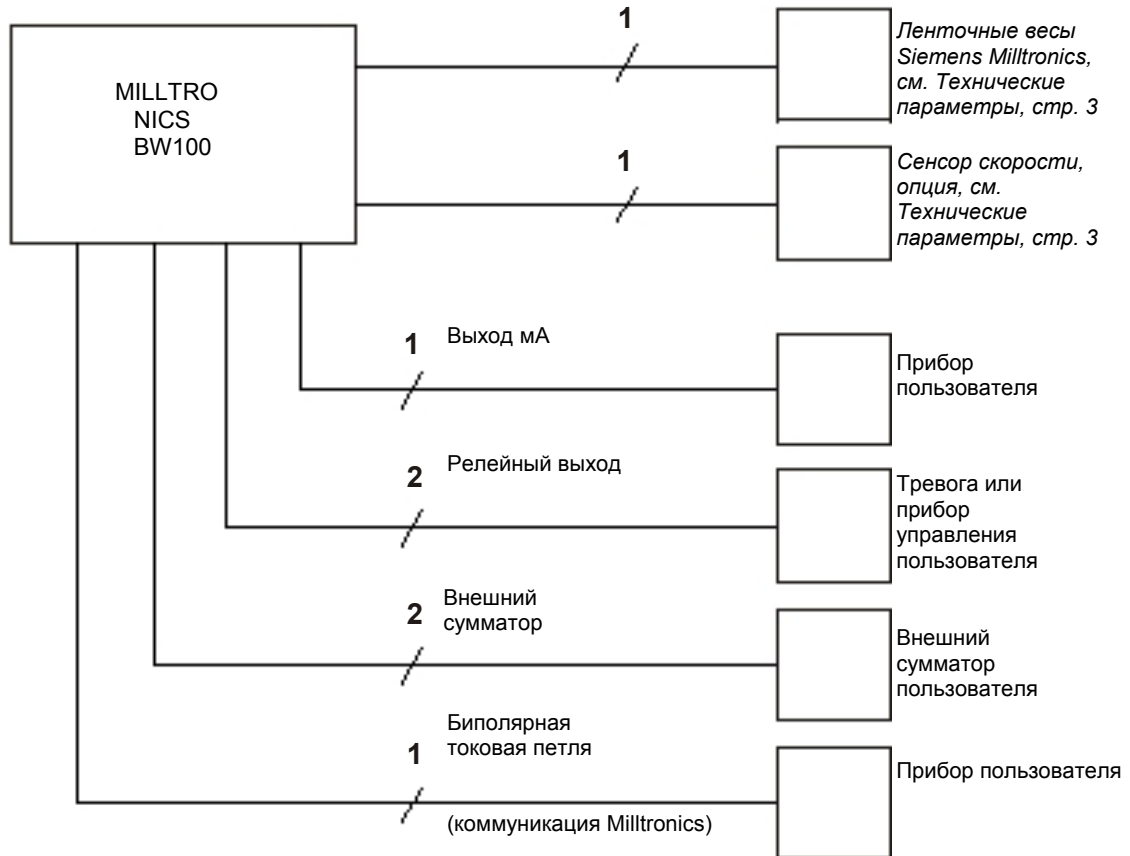 MILLTRO
NICS
BW100
1
Ленточные весы
Siemens Milltronics,
см. Технические
параметры, стр. 3
1
Сенсор скорости,
опция, см.
Технические
параметры, стр. 3
1
Выход мА
Прибор
пользователя
2
Релейный выход
Тревога или
прибор
управления
пользователя
2
Внешний
сумматор
Внешний
сумматор
пользователя
1
Биполярная
токовая петля
(коммуникация Milltronics)
Прибор пользователя